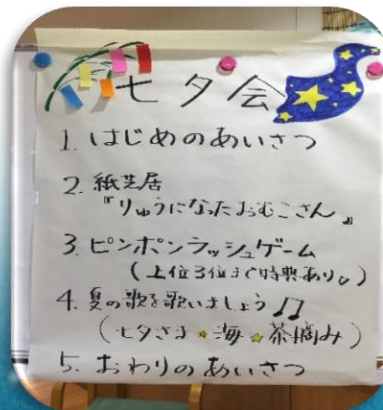 七夕会
1. はじめのあいさつ
2. 紙芝居
『りゅうになったおむこさん』
3. ピンポンラッシュゲーム
(上位3位まで特典あり♪)
4. 夏の歌を歌いましょう♪♫
(七夕さま☆海☆茶摘み)
5. おわりのあいさつ